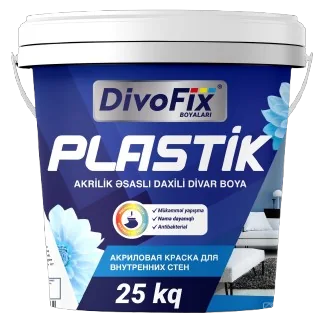 DivoFix
BOYALARI
PLASTİK
AKRİLİK ƏSASLI DAXİLİ DİVAR BOYA
✓ Mükəmməl yapışma
✓ Nəmə dayanıqlı
✓ Antibakterial
АКРИЛОВАЯ КРАСКА ДЛЯ
ВНУТРЕННИХ СТЕН
25 kq